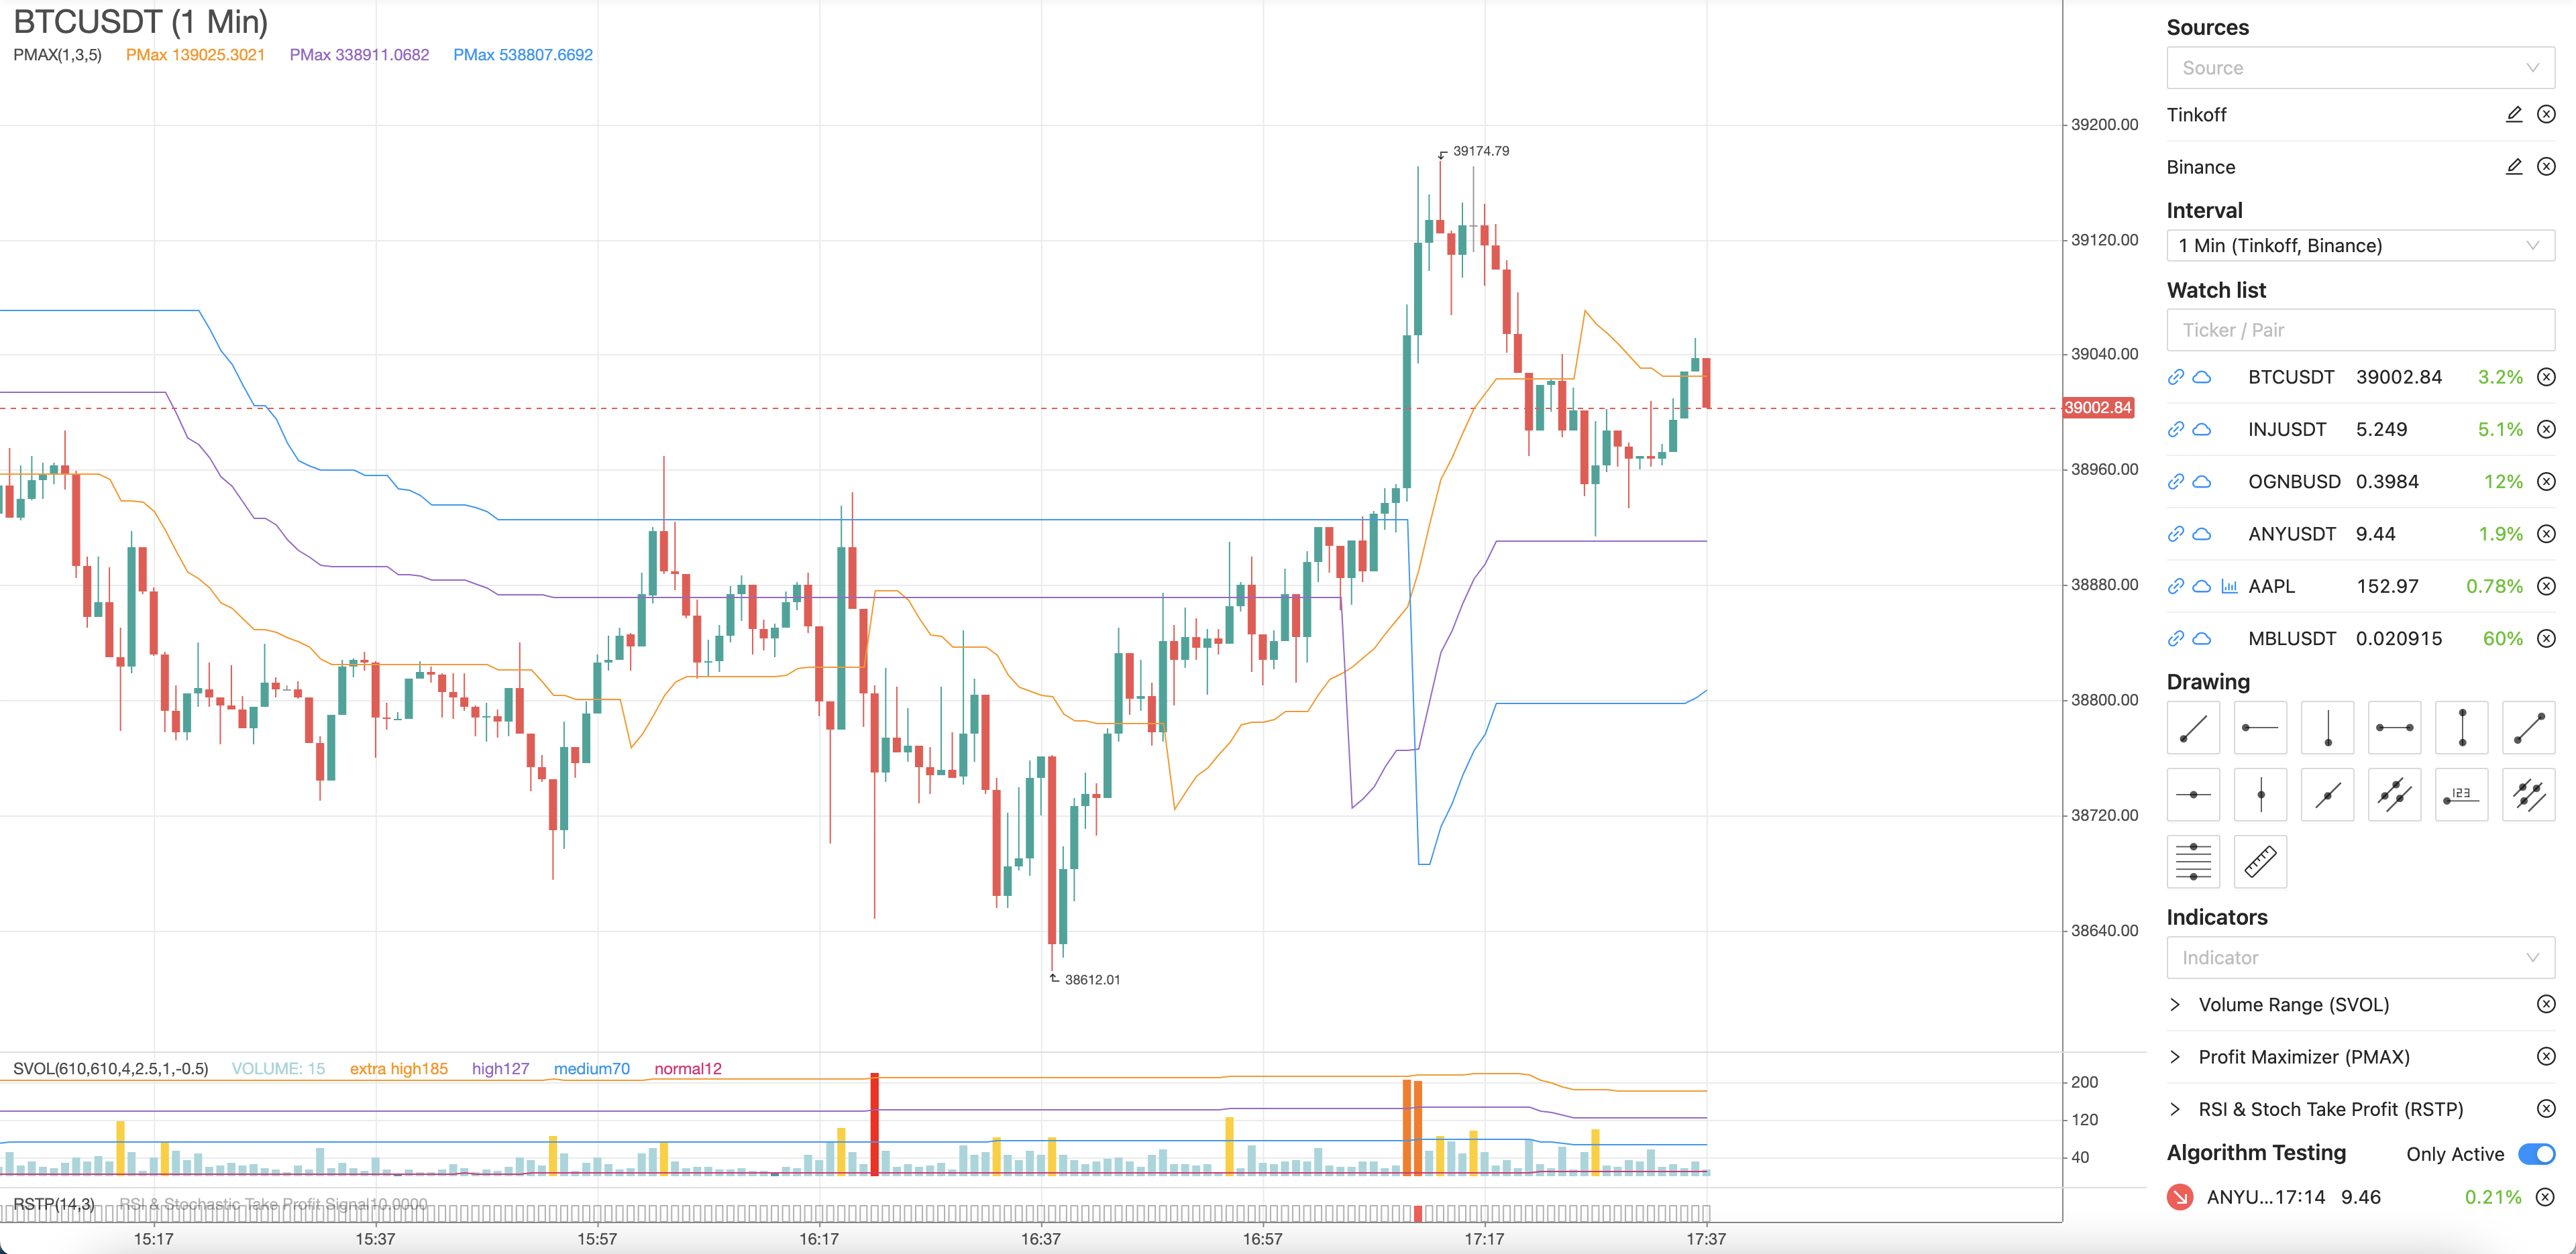 BTCUSDT (1 Min)
PMAX(1,3,5) PMax 139025.3021 PMax 338911.0682 PMax 538807.6692
39174.79
38612.01
39200.00
39120.00
39040.00
39002.84
38960.00
38880.00
38800.00
38720.00
38640.00
SVOL(610,610,4,2.5,1,-0.5) VOLUME: 15 extra high185 high127 medium70 normal12
200
120
40
RSTP(14,3) RSI & Stochastic Take Profit Signal10.0000
15:17 15:37 15:57 16:17 16:37 16:57 17:17 17:37
Sources
Source
Tinkoff
Binance
Interval
1 Min (Tinkoff, Binance)
Watch list
Ticker / Pair
BTCUSDT 39002.84 3.2%
INJUSDT 5.249 5.1%
OGNBUSD 0.3984 12%
ANYUSDT 9.44 1.9%
AAPL 152.97 0.78%
MBLUSDT 0.020915 60%
Drawing
123
Indicators
Indicator
Volume Range (SVOL)
Profit Maximizer (PMAX)
RSI & Stoch Take Profit (RSTP)
Algorithm Testing Only Active
ANYU...17:14 9.46 0.21%